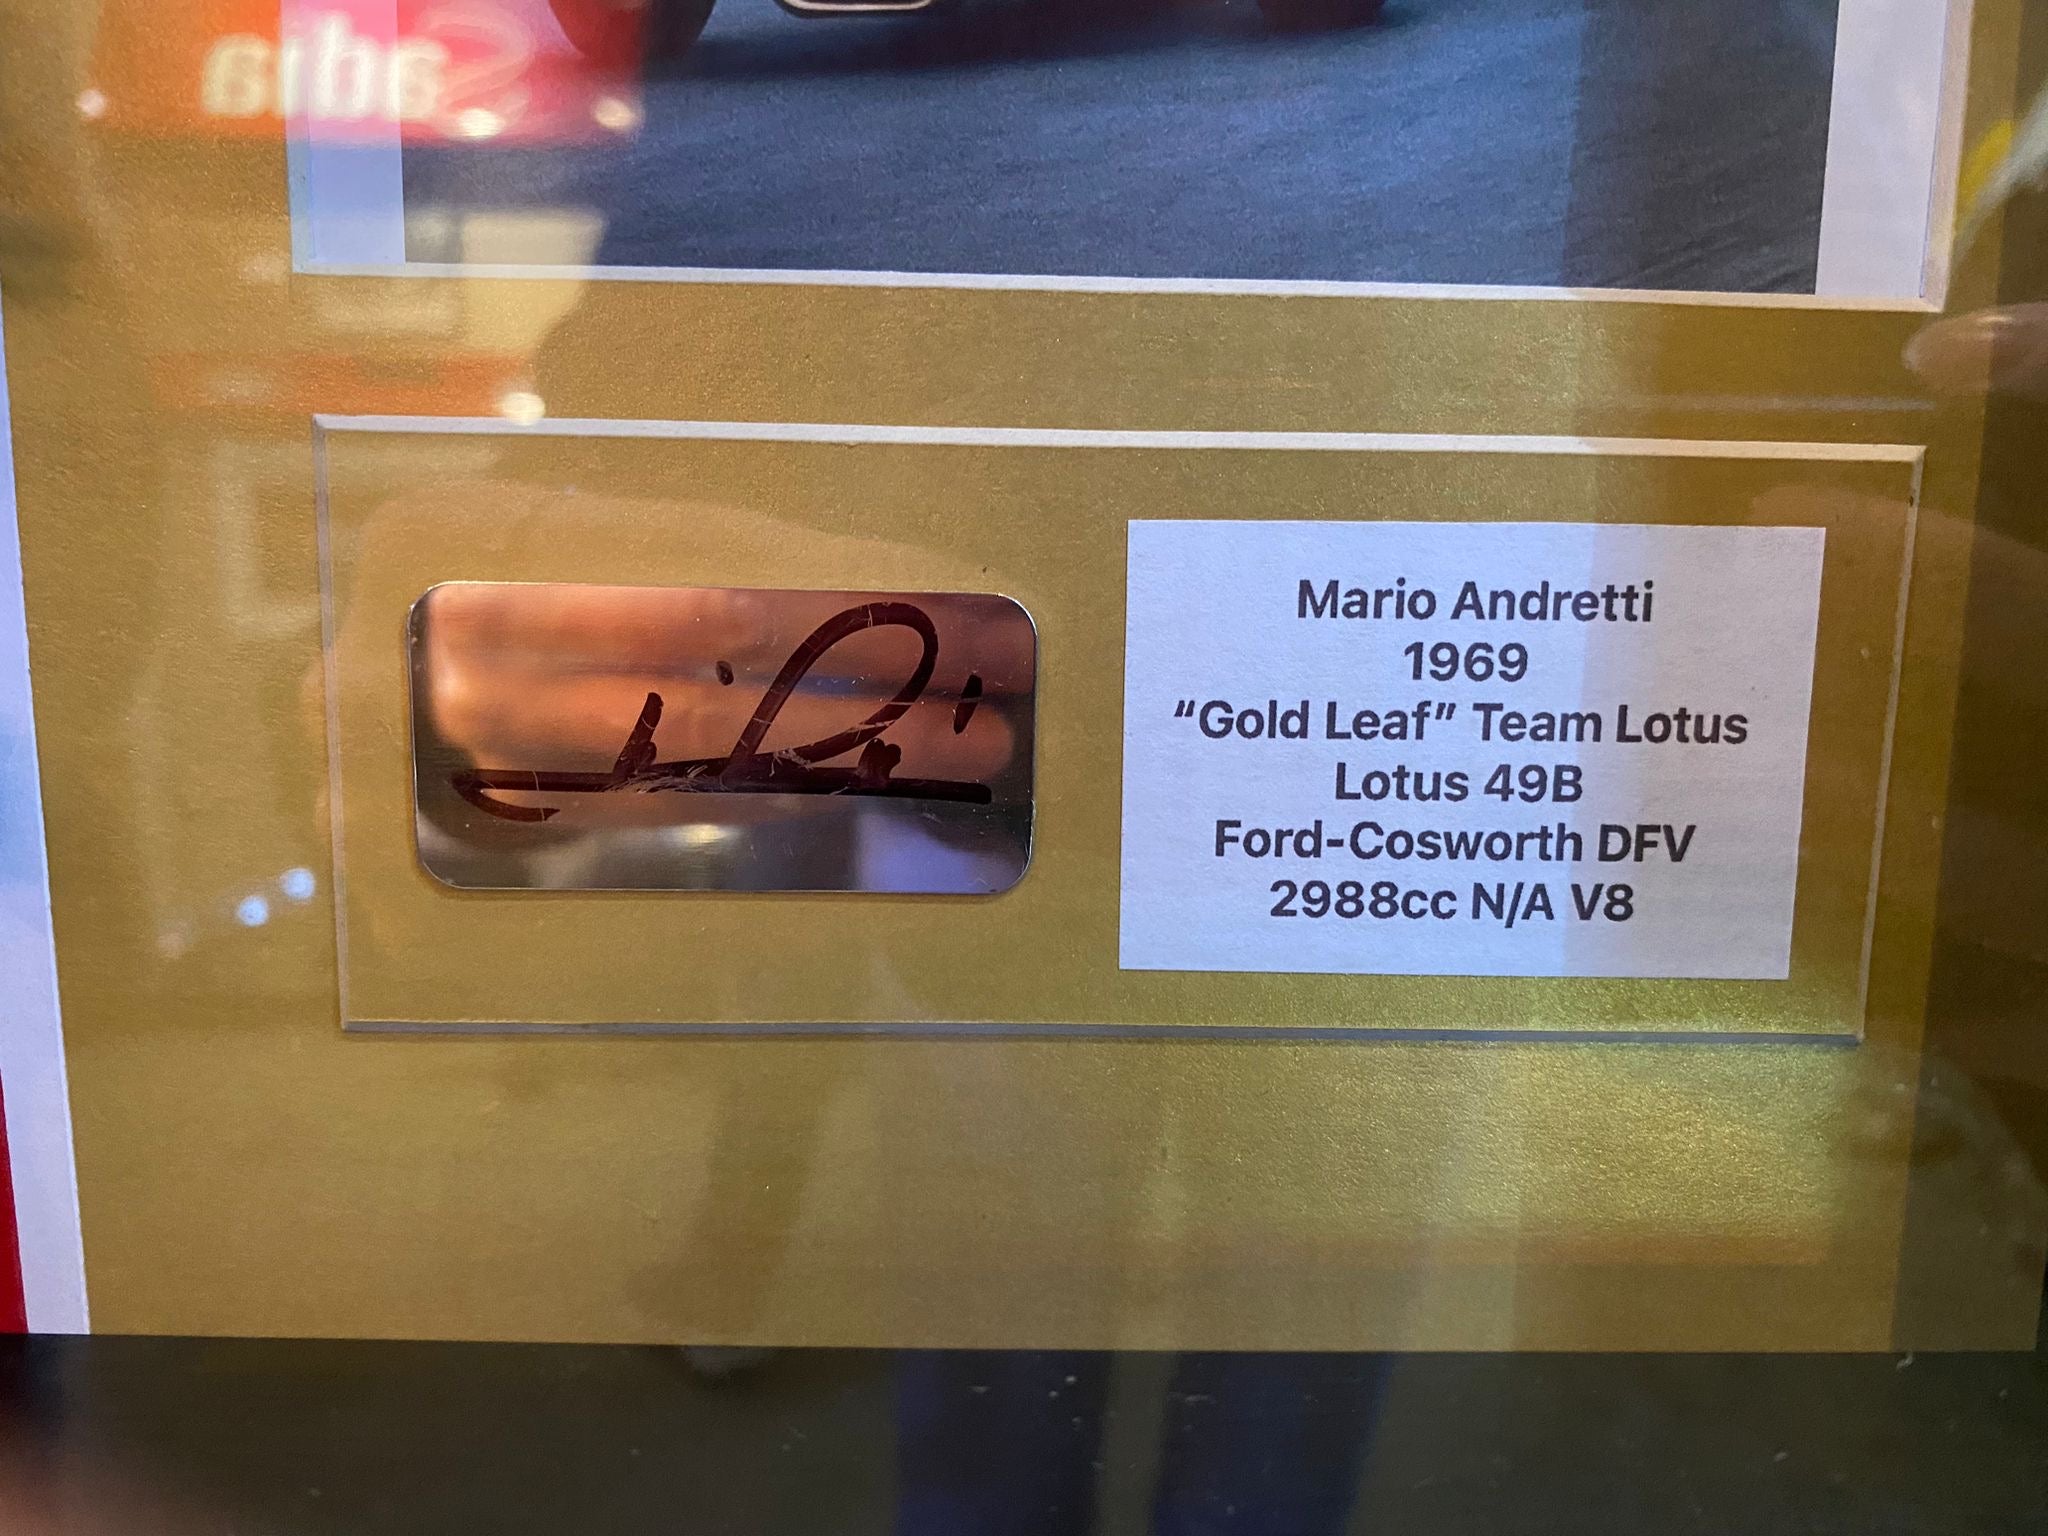 Mario Andretti
1969
“Gold Leaf” Team Lotus
Lotus 49B
Ford-Cosworth DFV
2988cc N/A V8